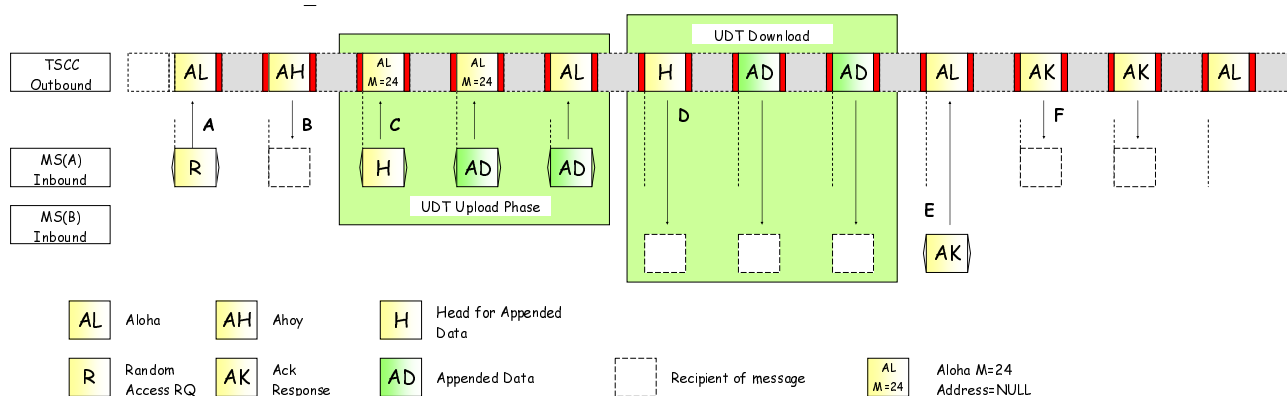 UDT Download
TSCC
Outbound
AL
AH
AL
M=24
AL
M=24
AL
H
AD
AD
AL
AK
AK
AL
A
B
C
D
F
MS(A)
Inbound
R
H
AD
AD
UDT Upload Phase
MS(B)
Inbound
E
AK
AL
Aloha
AH
Ahoy
H
Head for Appended
Data
R
Random
Access RQ
AK
Ack
Response
AD
Appended Data
Recipient of message
AL
M=24
Aloha M=24
Address=NULL